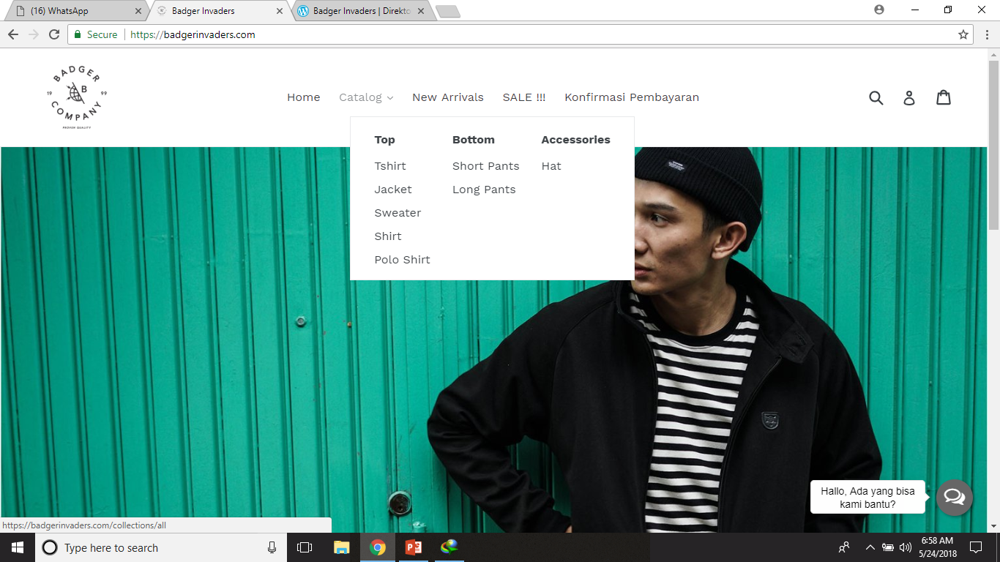 (16) WhatsApp
Badger Invaders
Badger Invaders | Direkto
Secure
https://badgerinvaders.com
BADGER
B
19 99
COMPANY
PROVEN QUALITY
Home
Catalog
New Arrivals
SALE !!!
Konfirmasi Pembayaran
Top
Tshirt
Jacket
Sweater
Shirt
Polo Shirt
Bottom
Short Pants
Long Pants
Accessories
Hat
Hallo, Ada yang bisa
kami bantu?
https://badgerinvaders.com/collections/all
Type here to search
6:58 AM
5/24/2018